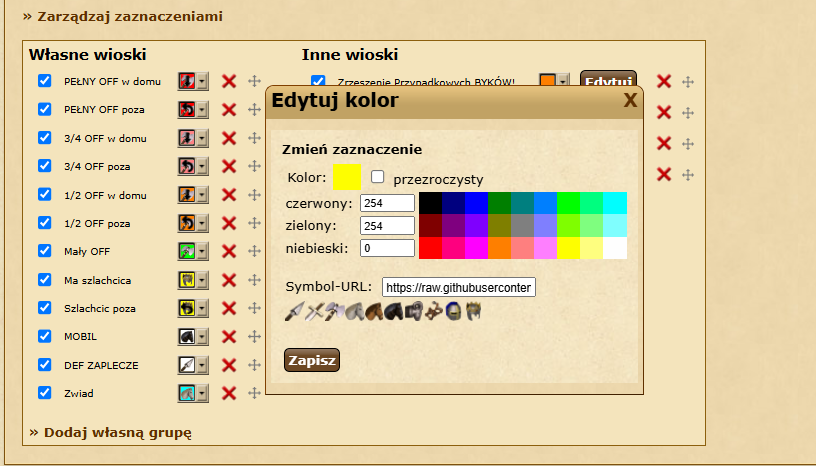 » Zarządzaj zaznaczeniami
Własne wioski
Inne wioski
PEŁNY OFF w domu
Zrzeszenie Przypadkowych BYKÓW!
Edytuj
PEŁNY OFF poza
3/4 OFF w domu
3/4 OFF poza
1/2 OFF w domu
1/2 OFF poza
Mały OFF
Ma szlachcica
Szlachcic poza
MOBIL
DEF ZAPLECZE
Zwiad
» Dodaj własną grupę
Edytuj kolor
X
Zmień zaznaczenie
Kolor: przezroczysty
czerwony: 254
zielony: 254
niebieski: 0
Symbol-URL: https://raw.githubuserconter
Zapisz